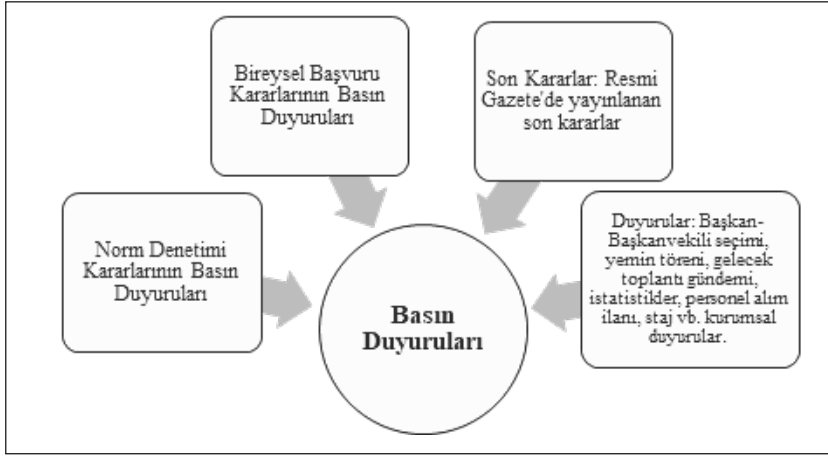 Bireysel Başvuru
Kararlarının Basın
Duyuruları
Son Kararlar: Resmi
Gazete'de yayınlanan
son kararlar
Norm Denetimi
Kararlarının Basın
Duyuruları
Duyurular: Başkan-
Başkanvekili seçimi,
yemin töreni, gelecek
toplantı gündemi,
istatistikler, personel alım
ilanı, staj vb. kurumsal
duyurular.
Basın
Duyuruları